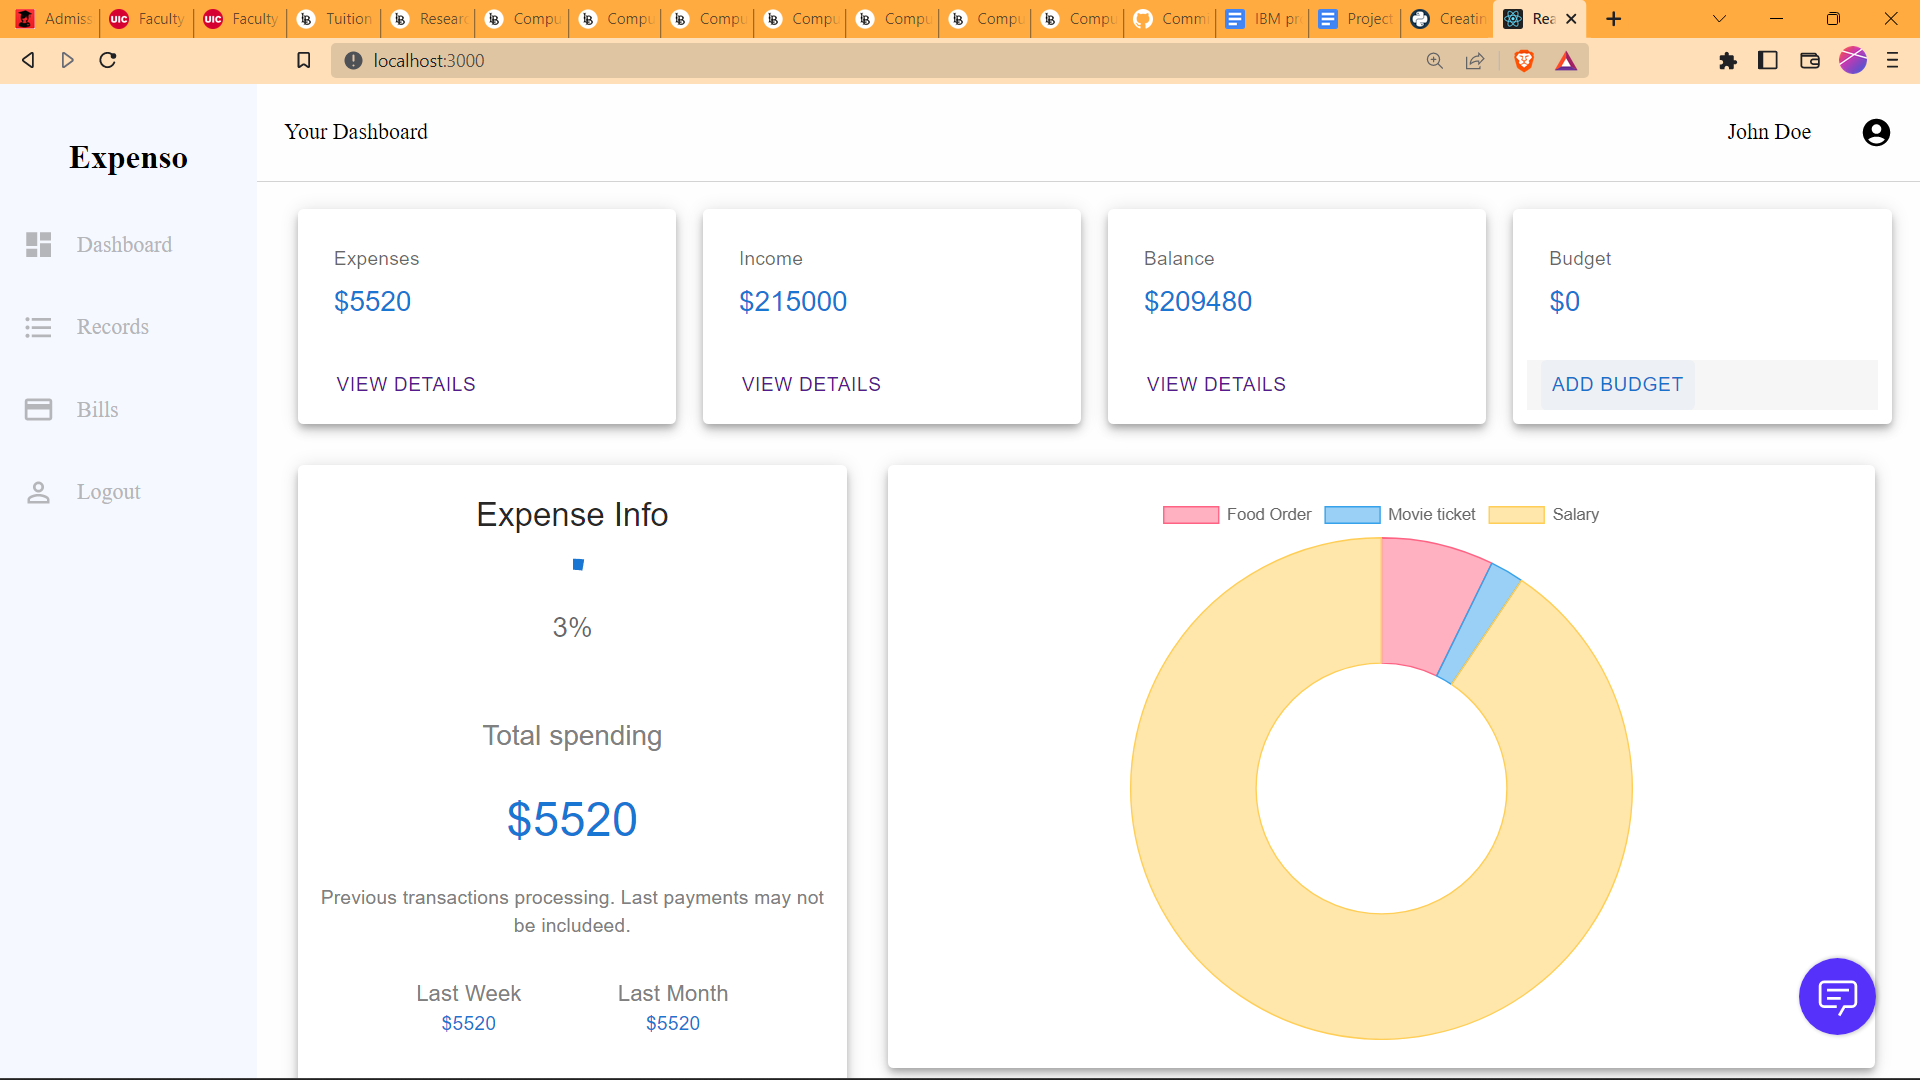 Admiss
Faculty
Faculty
Tuition
Researc
Compu
Compu
Compu
Compu
Compu
Compu
Compu
Comm
IBM pr
Project
Creatin
Rea
localhost:3000
Expenso
Dashboard
Records
Bills
Logout
Your Dashboard
John Doe
Expenses
$5520
VIEW DETAILS
Income
$215000
VIEW DETAILS
Balance
$209480
VIEW DETAILS
Budget
$0
ADD BUDGET
Expense Info
3%
Total spending
$5520
Previous transactions processing. Last payments may not
be includeed.
Last Week
$5520
Last Month
$5520
Food Order
Movie ticket
Salary